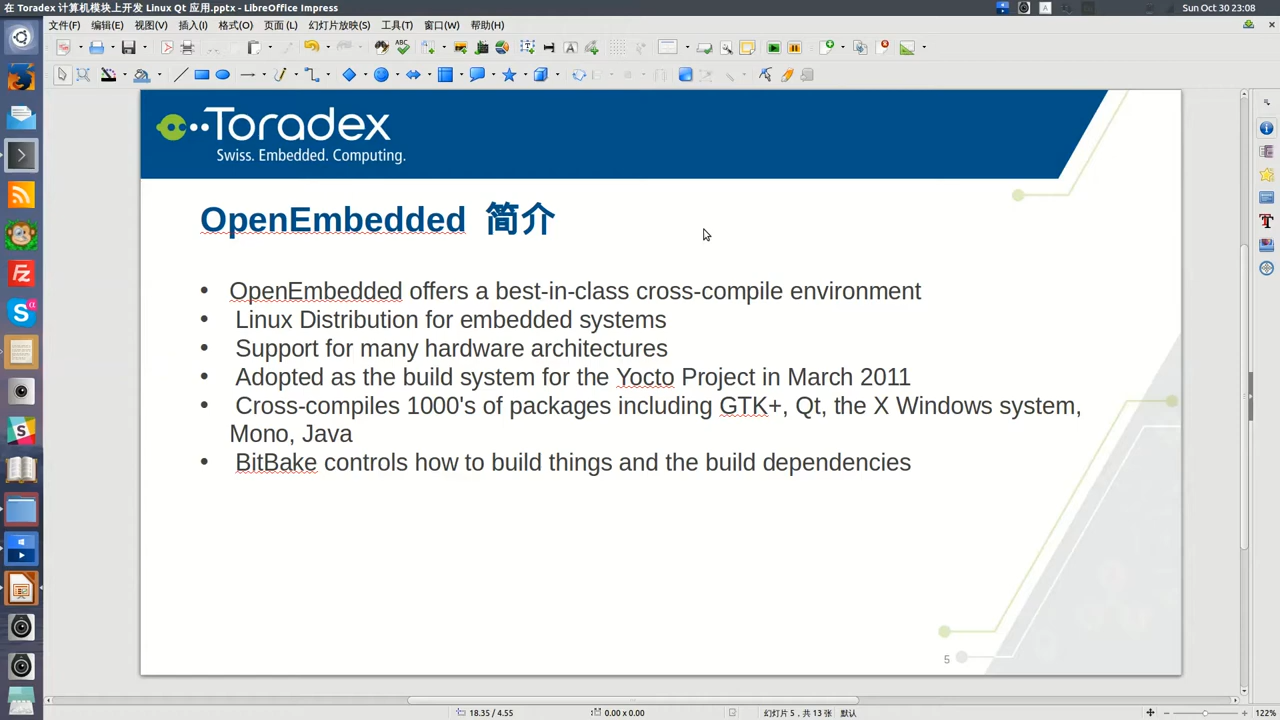 在 Toradex 计算机模块上开发 Linux Qt 应用.pptx - LibreOffice Impress
Sun Oct 30 23:08
文件(F) 编辑(E) 视图(V) 插入(I) 格式(O) 页面 (L) 幻灯片放映(S) 工具(T) 窗口(W) 帮助(H)
Toradex
Swiss. Embedded. Computing.
OpenEmbedded 简介
• OpenEmbedded offers a best-in-class cross-compile environment
• Linux Distribution for embedded systems
• Support for many hardware architectures
• Adopted as the build system for the Yocto Project in March 2011
• Cross-compiles 1000's of packages including GTK+, Qt, the X Windows system,
Mono, Java
• BitBake controls how to build things and the build dependencies
5
18.35 / 4.55 0.00 x 0.00 幻灯片 5，共 13 张 默认 122%